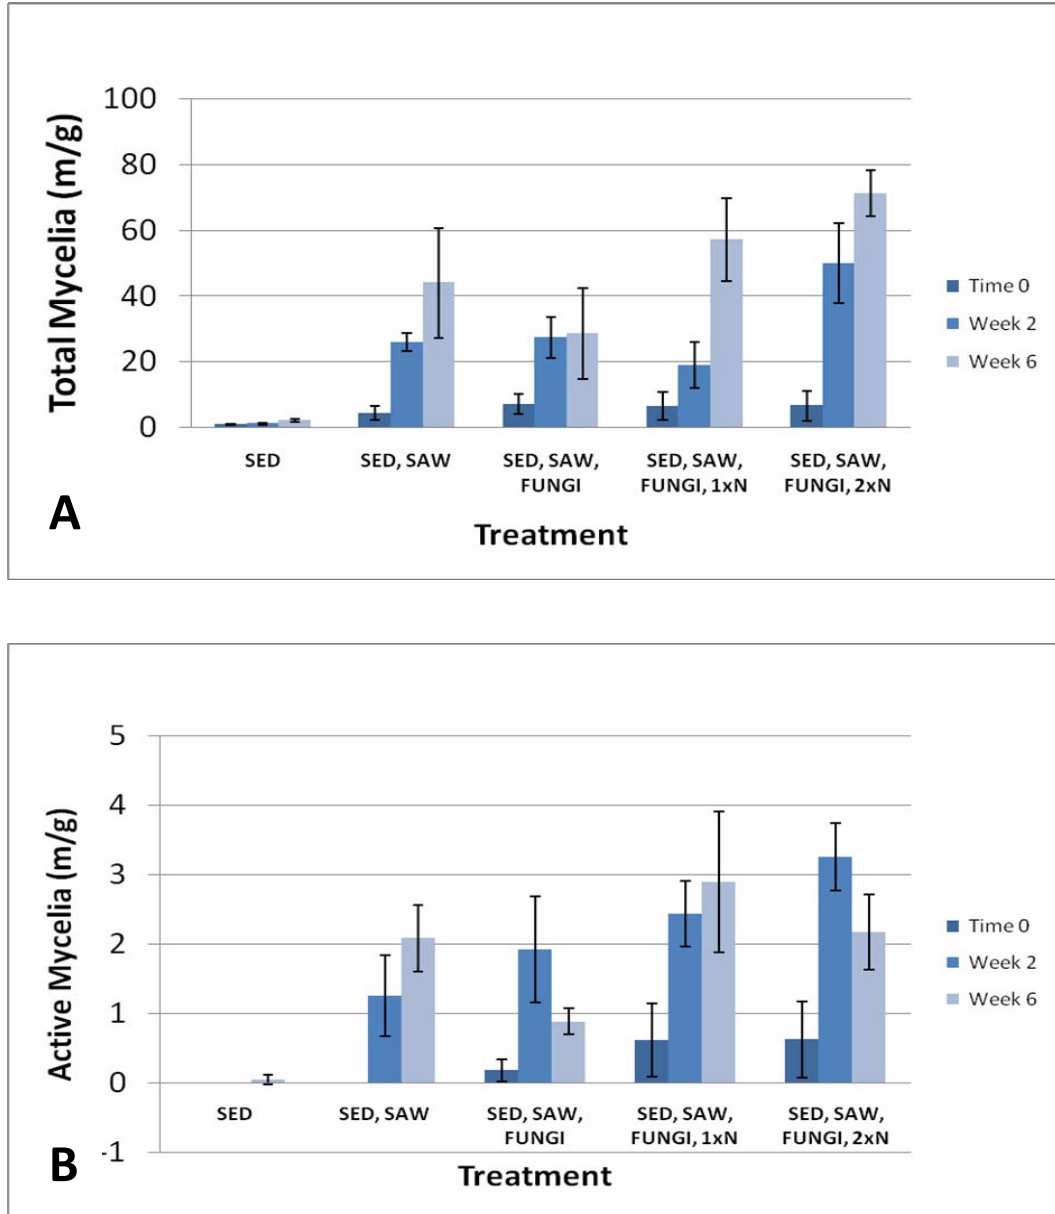 100
80
60
40
20
0
Total Mycelia (m/g)
SED
SED, SAW
SED, SAW,
FUNGI
SED, SAW,
FUNGI, 1xN
SED, SAW,
FUNGI, 2xN
Treatment
Time 0
Week 2
Week 6
A
5
4
3
2
1
0
-1
Active Mycelia (m/g)
SED
SED, SAW
SED, SAW,
FUNGI
SED, SAW,
FUNGI, 1xN
SED, SAW,
FUNGI, 2xN
Treatment
Time 0
Week 2
Week 6
B